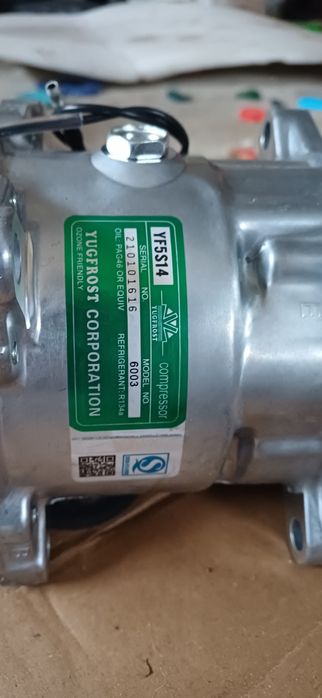 YF5S14
YUGFROST
compressor
SERIAL NO. MODEL NO.
210101616 6003
OIL: PAG46 OR EQUIV REFRIGERANT: R134a
YUGFROST CORPORATION
OZONE FRIENDLY